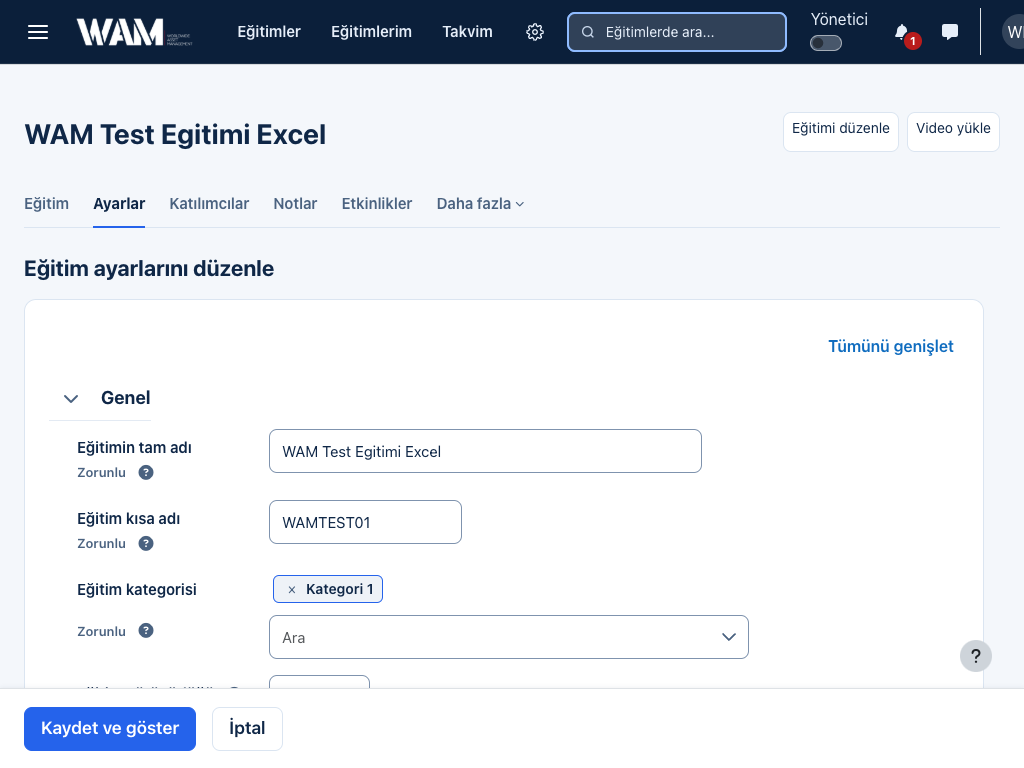 WAM
Eğitimler
Eğitimlerim
Takvim
Eğitimlerde ara...
Yönetici
1
WAM Test Egitimi Excel
Eğitimi düzenle
Video yükle
Eğitim
Ayarlar
Katılımcılar
Notlar
Etkinlikler
Daha fazla
Eğitim ayarlarını düzenle
Tümünü genişlet
Genel
Eğitimin tam adı
Zorunlu ?
WAM Test Egitimi Excel
Eğitim kısa adı
Zorunlu ?
WAMTEST01
Eğitim kategorisi
× Kategori 1
Zorunlu ?
Ara
?
Kaydet ve göster
İptal